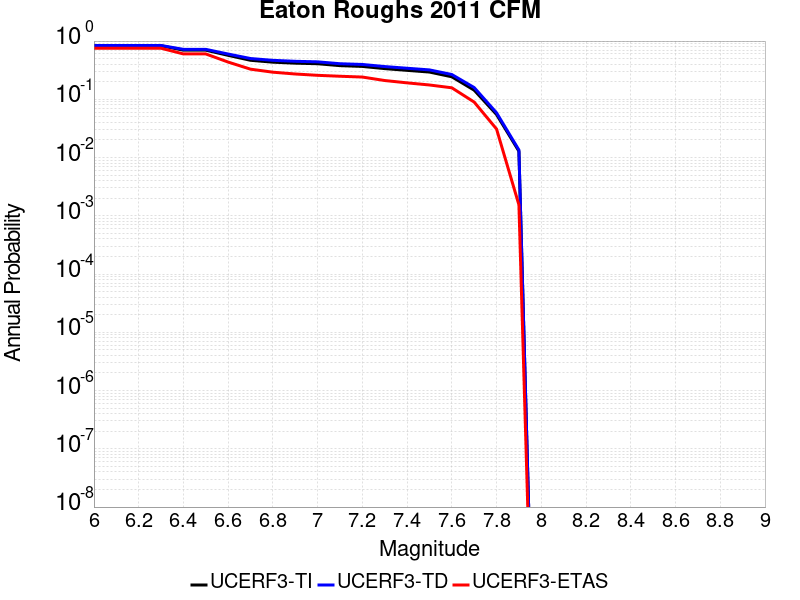 Eaton Roughs 2011 CFM
Annual Probability
10^0
10^-1
10^-2
10^-3
10^-4
10^-5
10^-6
10^-7
10^-8
6 6.2 6.4 6.6 6.8 7 7.2 7.4 7.6 7.8 8 8.2 8.4 8.6 8.8 9
Magnitude
UCERF3-TI UCERF3-TD UCERF3-ETAS